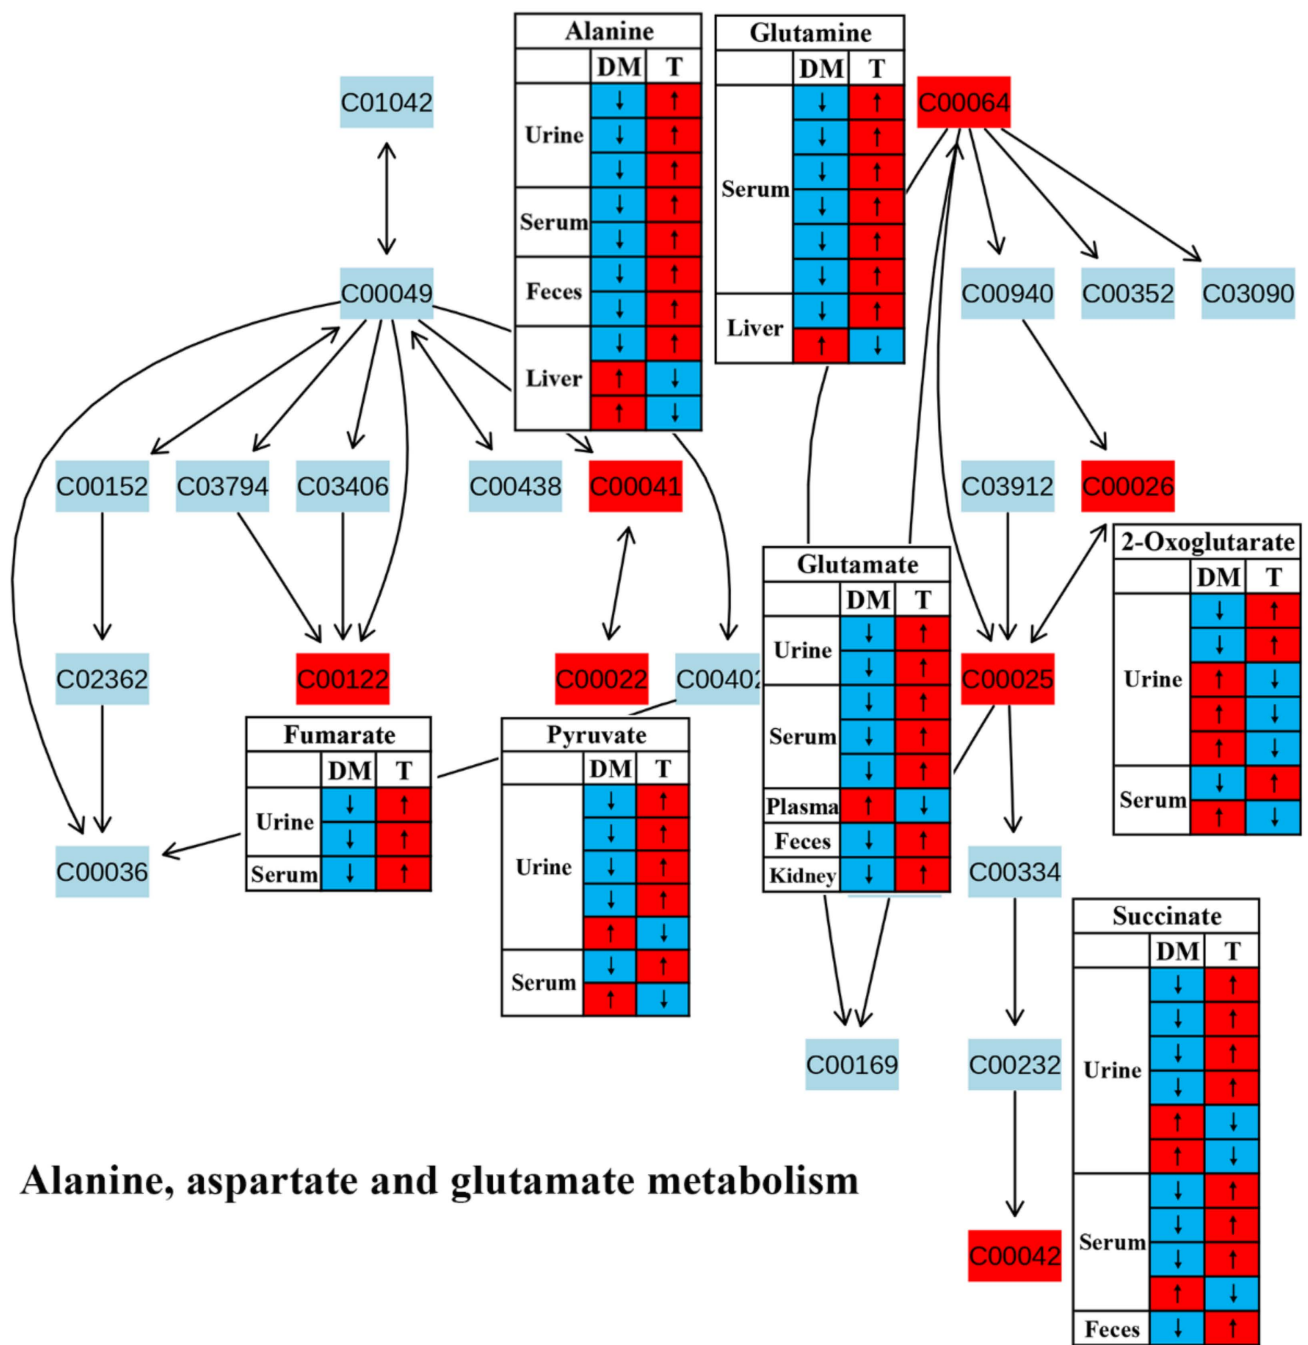 Alanine
DM T
Urine ↓ ↑
↓ ↑
↓ ↑
Serum ↓ ↑
↓ ↑
Feces ↓ ↑
↓ ↑
Liver ↓ ↑
↑ ↓
↑ ↓
Glutamine
DM T
Serum ↓ ↑
↓ ↑
↓ ↑
↓ ↑
↓ ↑
↓ ↑
Liver ↓ ↑
↑ ↓
C01042
C00064
C00049
C00940 C00352 C03090
C00152 C03794 C03406 C00438 C00041 C03912 C00026
2-Oxoglutarate
DM T
Urine ↓ ↑
↓ ↑
↑ ↓
↑ ↓
↑ ↓
Serum ↓ ↑
↑ ↓
Glutamate
DM T
Urine ↓ ↑
↓ ↑
Serum ↓ ↑
↓ ↑
↓ ↑
Plasma ↑ ↓
Feces ↓ ↑
Kidney ↓ ↑
C02362 C00122 C00022 C00402 C00025
Fumarate
DM T
Urine ↓ ↑
↓ ↑
Serum ↓ ↑
Pyruvate
DM T
Urine ↓ ↑
↓ ↑
↓ ↑
↓ ↑
↑ ↓
Serum ↓ ↑
↑ ↓
C00036 C00334
C00169 C00232
Succinate
DM T
Urine ↓ ↑
↓ ↑
↓ ↑
↓ ↑
↑ ↓
↑ ↓
Serum ↓ ↑
↓ ↑
↓ ↑
↑ ↓
Feces ↓ ↑
C00042
Alanine, aspartate and glutamate metabolism